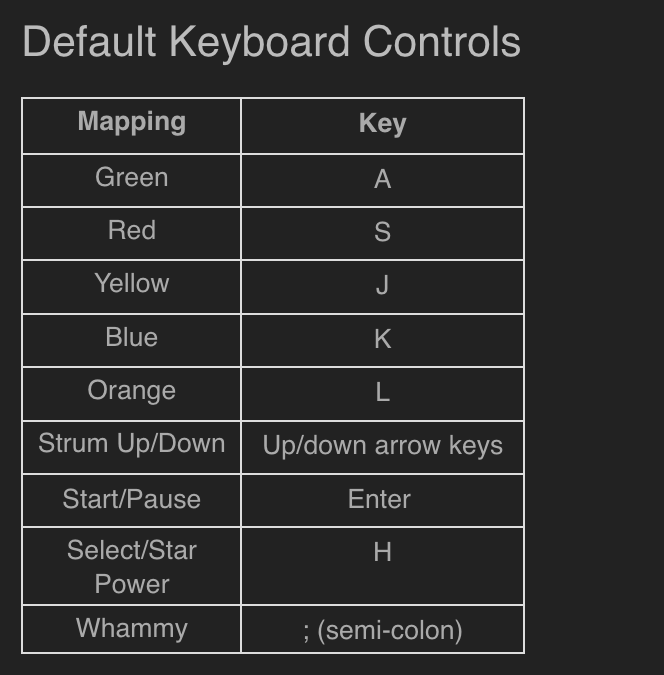 Default Keyboard Controls
Mapping Key
Green A
Red S
Yellow J
Blue K
Orange L
Strum Up/Down Up/down arrow keys
Start/Pause Enter
Select/Star H
Power
Whammy ; (semi-colon)